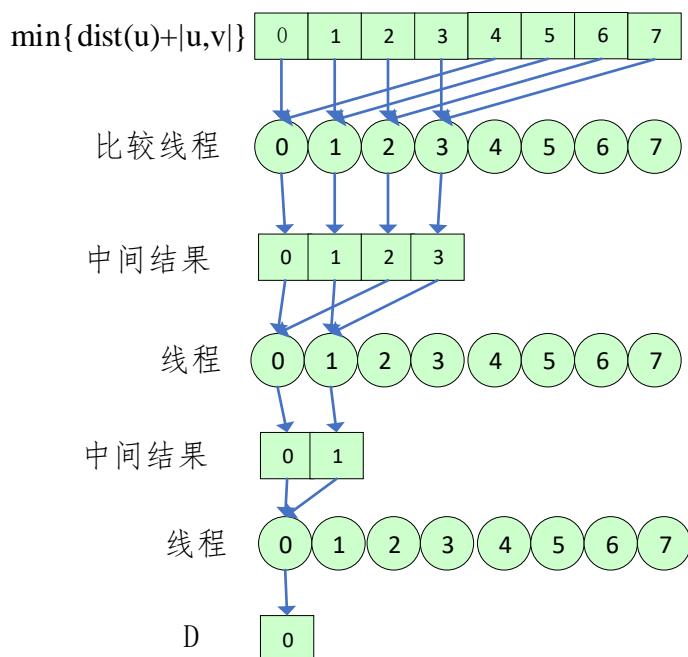 min{dist(u)+|u,v|} 0 1 2 3 4 5 6 7
比较线程 0 1 2 3 4 5 6 7
中间结果 0 1 2 3
线程 0 1 2 3 4 5 6 7
中间结果 0 1
线程 0 1 2 3 4 5 6 7
D 0